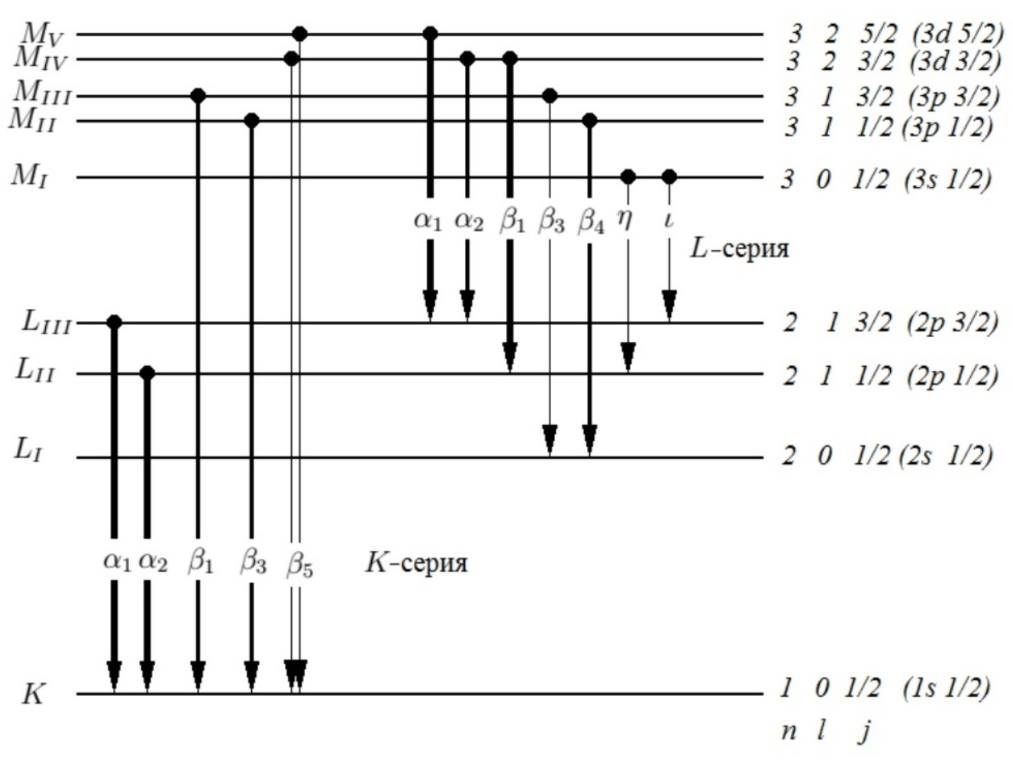 M_V 3 2 5/2 (3d 5/2)
M_IV 3 2 3/2 (3d 3/2)
M_III 3 1 3/2 (3p 3/2)
M_II 3 1 1/2 (3p 1/2)
M_I 3 0 1/2 (3s 1/2)
α₁ α₂ β₁ β₃ β₄ η ι
L-серия
L_III 2 1 3/2 (2p 3/2)
L_II 2 1 1/2 (2p 1/2)
L_I 2 0 1/2 (2s 1/2)
α₁ α₂ β₁ β₃ β₅ K-серия
K 1 0 1/2 (1s 1/2)
n l j